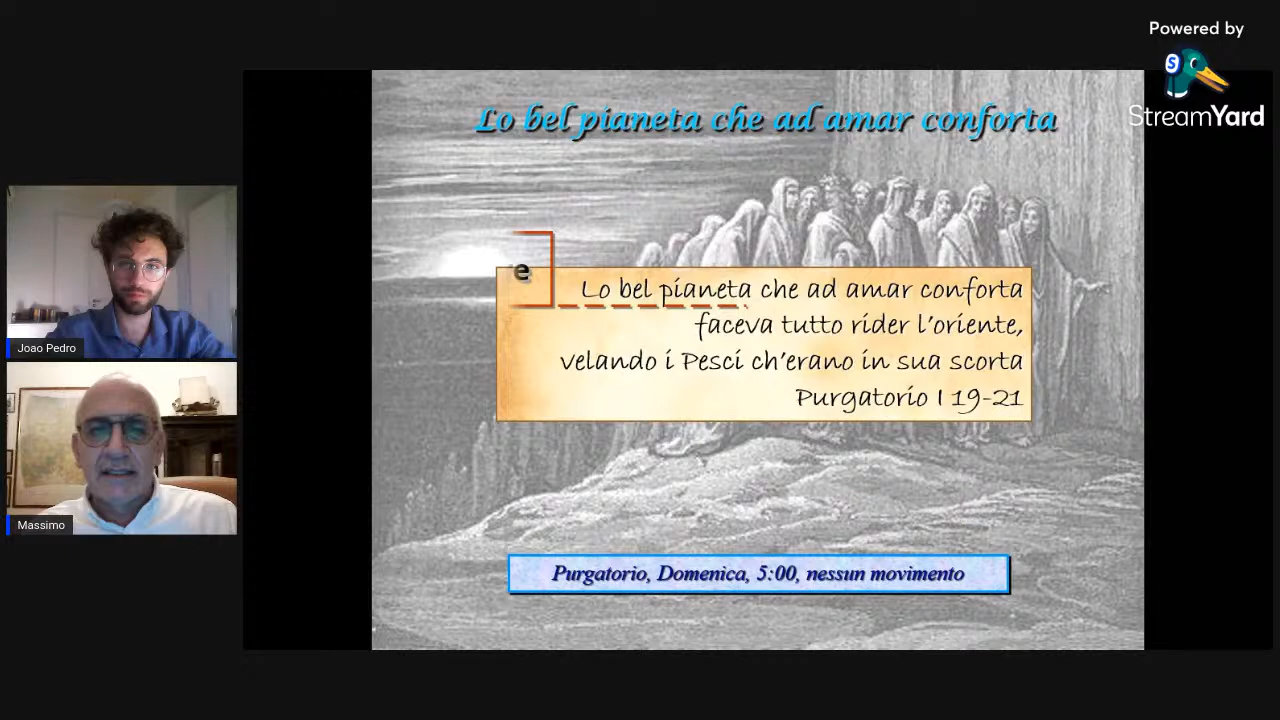 Powered by
StreamYard
Lo bel pianeta che ad amar conforta
e
Lo bel pianeta che ad amar conforta
faceva tutto rider l'oriente,
velando i Pesci ch'erano in sua scorta
Purgatorio I 19-21
Purgatorio, Domenica, 5:00, nessun movimento
Joao Pedro
Massimo